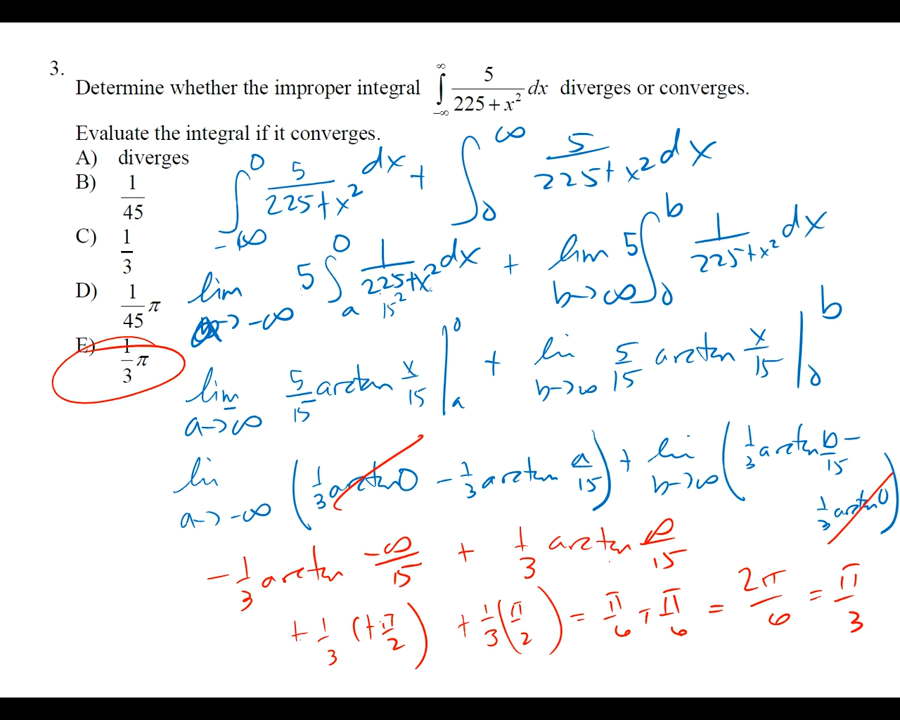 3.
Determine whether the improper integral ∫_{-∞}^{∞} 5/(225+x²) dx diverges or converges.
Evaluate the integral if it converges.
A) diverges
B) 1/45
C) 1/3
D) 1/45 π
E) 1/3 π
∫_{-∞}^{0} 5/(225+x²) dx + ∫_{0}^{∞} 5/(225+x²) dx
lim_{a→-∞} 5∫_{a}^{0} 1/(225+x²) dx + lim_{b→∞} 5∫_{0}^{b} 1/(225+x²) dx
15²
lim_{a→-∞} 5/15 arctan x/15 |_{a}^{0} + lim_{b→∞} 5/15 arctan x/15 |_{0}^{b}
lim_{a→-∞} (1/3 arctan 0 - 1/3 arctan a/15) + lim_{b→∞} (1/3 arctan b/15 -
1/3 arctan 0)
-1/3 arctan -∞/15 + 1/3 arctan ∞/15
+ 1/3 (+π/2) + 1/3 (π/2) = π/6 + π/6 = 2π/6 = π/3